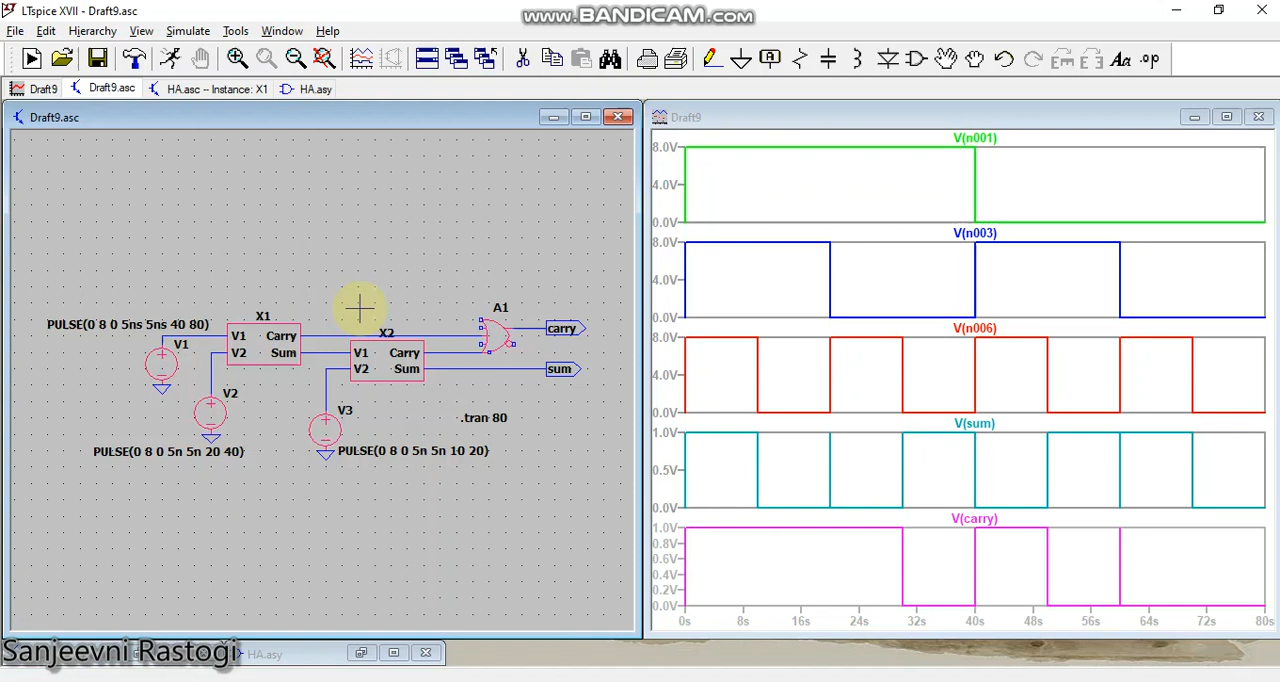 LTspice XVII - Draft9.asc
www.BANDICAM.com
File Edit Hierarchy View Simulate Tools Window Help
Aa .op
Draft9 Draft9.asc HA.asc -- Instance: X1 HA.asy
Draft9.asc
PULSE(0 8 0 5ns 5ns 40 80)
V1
X1
V1 Carry
V2 Sum
X2
V1 Carry
V2 Sum
A1
carry
sum
V2
PULSE(0 8 0 5n 5n 20 40)
V3
PULSE(0 8 0 5n 5n 10 20)
.tran 80
Draft9
V(n001)
8.0V
4.0V
0.0V
V(n003)
8.0V
4.0V
0.0V
V(n006)
8.0V
4.0V
0.0V
V(sum)
1.0V
0.5V
0.0V
V(carry)
1.0V
0.8V
0.6V
0.4V
0.2V
0.0V
0s 8s 16s 24s 32s 40s 48s 56s 64s 72s 80s
Sanjeevni Rastogi
HA.asy